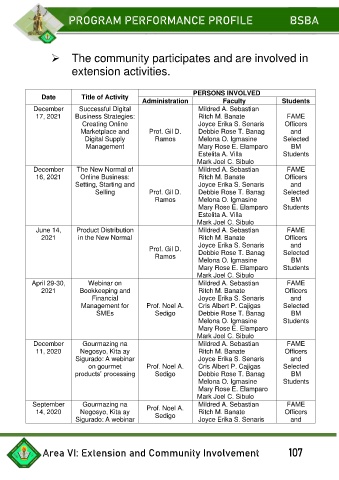 PROGRAM PERFORMANCE PROFILE BSBA
➢ The community participates and are involved in
extension activities.
Date Title of Activity PERSONS INVOLVED
Administration Faculty Students
December 17, 2021
Successful Digital
Business Strategies:
Creating Online
Marketplace and
Digital Supply
Management
Prof. Gil D.
Ramos
Mildred A. Sebastian
Ritch M. Banate
Joyce Erika S. Senaris
Debbie Rose T. Banag
Melona O. Igmasine
Mary Rose E. Elamparo
Estelita A. Villa
Mark Joel C. Sibulo
FAME
Officers
and
Selected
BM
Students
December
16, 2021
The New Normal of
Online Business:
Setting, Starting and
Selling
Prof. Gil D.
Ramos
Mildred A. Sebastian
Ritch M. Banate
Joyce Erika S. Senaris
Debbie Rose T. Banag
Melona O. Igmasine
Mary Rose E. Elamparo
Estelita A. Villa
Mark Joel C. Sibulo
FAME
Officers
and
Selected
BM
Students
June 14,
2021
Product Distribution
in the New Normal
Prof. Gil D.
Ramos
Mildred A. Sebastian
Ritch M. Banate
Joyce Erika S. Senaris
Debbie Rose T. Banag
Melona O. Igmasine
Mary Rose E. Elamparo
Mark Joel C. Sibulo
FAME
Officers
and
Selected
BM
Students
April 29-30,
2021
Webinar on
Bookkeeping and
Financial
Management for
SMEs
Prof. Noel A.
Sedigo
Mildred A. Sebastian
Ritch M. Banate
Joyce Erika S. Senaris
Cris Albert P. Cajigas
Debbie Rose T. Banag
Melona O. Igmasine
Mary Rose E. Elamparo
Mark Joel C. Sibulo
FAME
Officers
and
Selected
BM
Students
December
11, 2020
Gourmazing na
Negosyo, Kita ay
Sigurado: A webinar
on gourmet
products' processing
Prof. Noel A.
Sedigo
Mildred A. Sebastian
Ritch M. Banate
Joyce Erika S. Senaris
Cris Albert P. Cajigas
Debbie Rose T. Banag
Melona O. Igmasine
Mary Rose E. Elamparo
Mark Joel C. Sibulo
FAME
Officers
and
Selected
BM
Students
September
14, 2020
Gourmazing na
Negosyo, Kita ay
Sigurado: A webinar
Prof. Noel A.
Sedigo
Mildred A. Sebastian
Ritch M. Banate
Joyce Erika S. Senaris
FAME
Officers
and
Area VI: Extension and Community Involvement 107